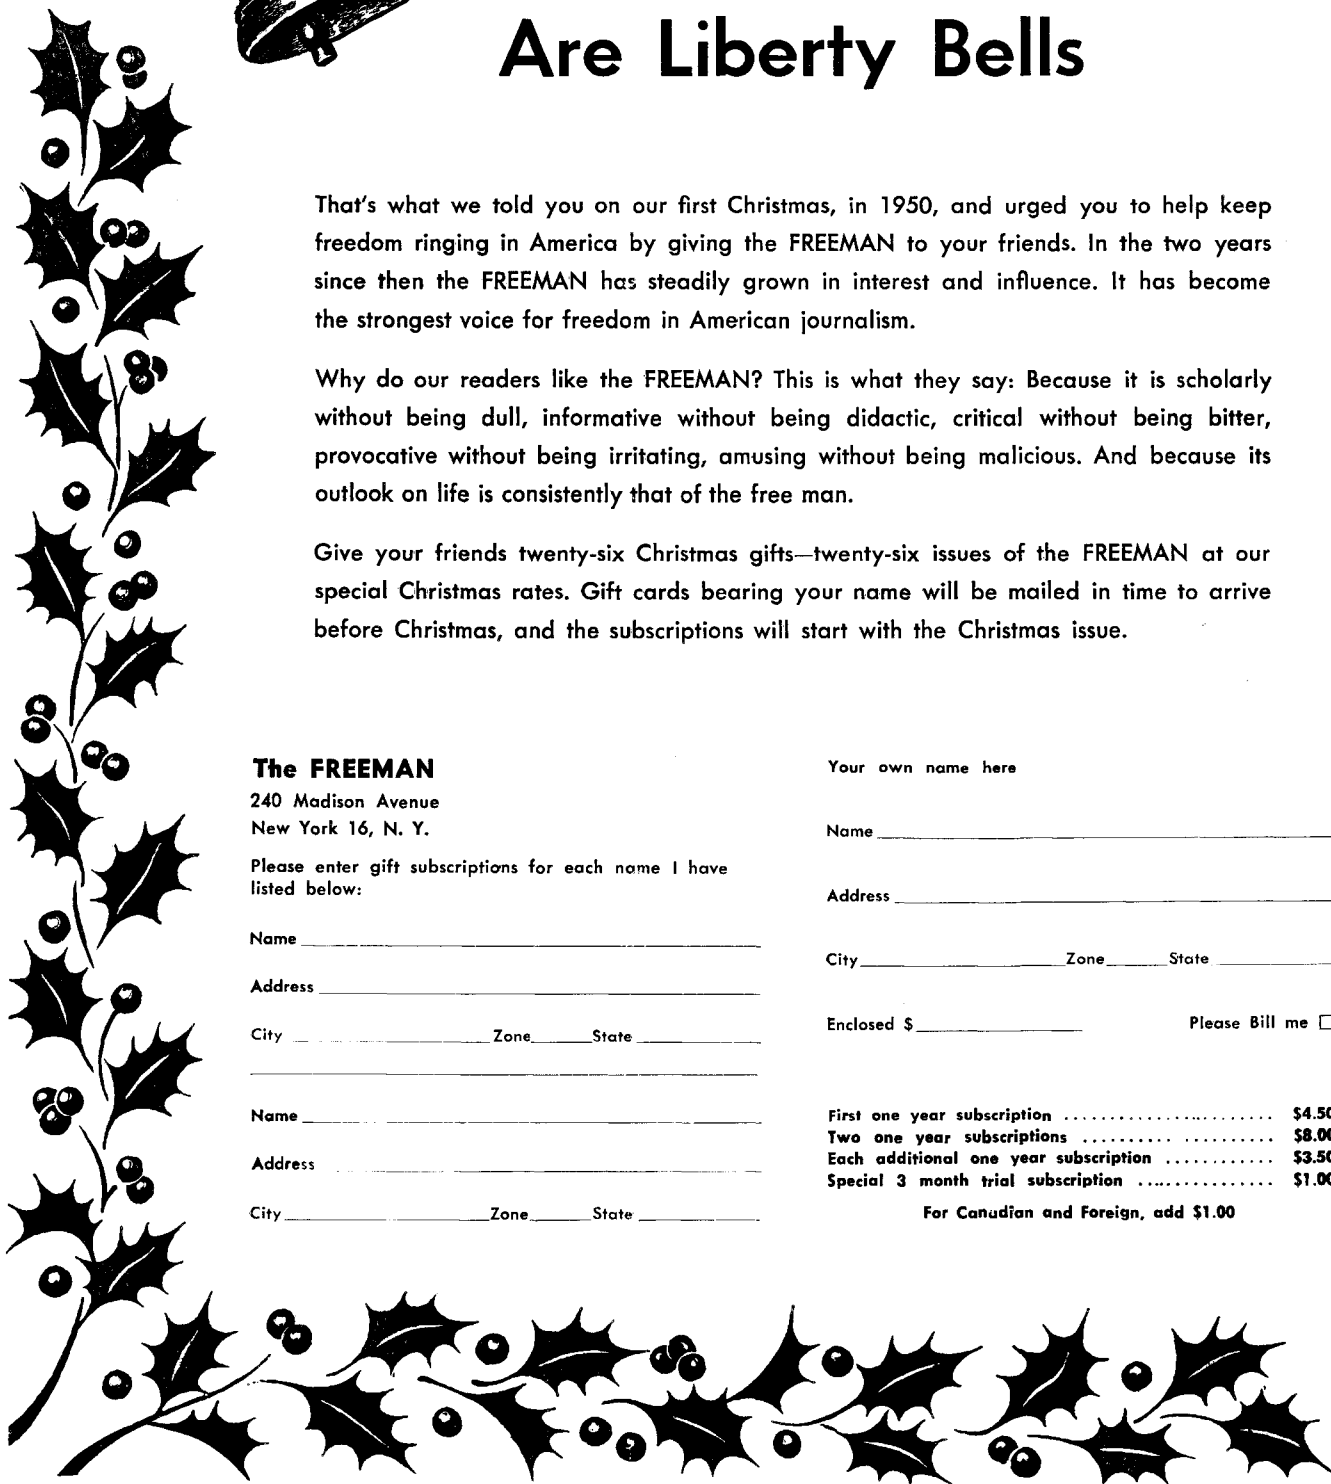 Are Liberty Bells
That's what we told you on our first Christmas, in 1950, and urged you to help keep
freedom ringing in America by giving the FREEMAN to your friends. In the two years
since then the FREEMAN has steadily grown in interest and influence. It has become
the strongest voice for freedom in American journalism.
Why do our readers like the FREEMAN? This is what they say: Because it is scholarly
without being dull, informative without being didactic, critical without being bitter,
provocative without being irritating, amusing without being malicious. And because its
outlook on life is consistently that of the free man.
Give your friends twenty-six Christmas gifts—twenty-six issues of the FREEMAN at our
special Christmas rates. Gift cards bearing your name will be mailed in time to arrive
before Christmas, and the subscriptions will start with the Christmas issue.
The FREEMAN
240 Madison Avenue
New York 16, N. Y.
Please enter gift subscriptions for each name I have
listed below:
Name
Address
City Zone State
Name
Address
City Zone State
Your own name here
Name
Address
City Zone State
Enclosed $ Please Bill me
First one year subscription ........................ $4.50
Two one year subscriptions ..................... $8.00
Each additional one year subscription ............ $3.50
Special 3 month trial subscription ................ $1.00
For Canadian and Foreign, add $1.00